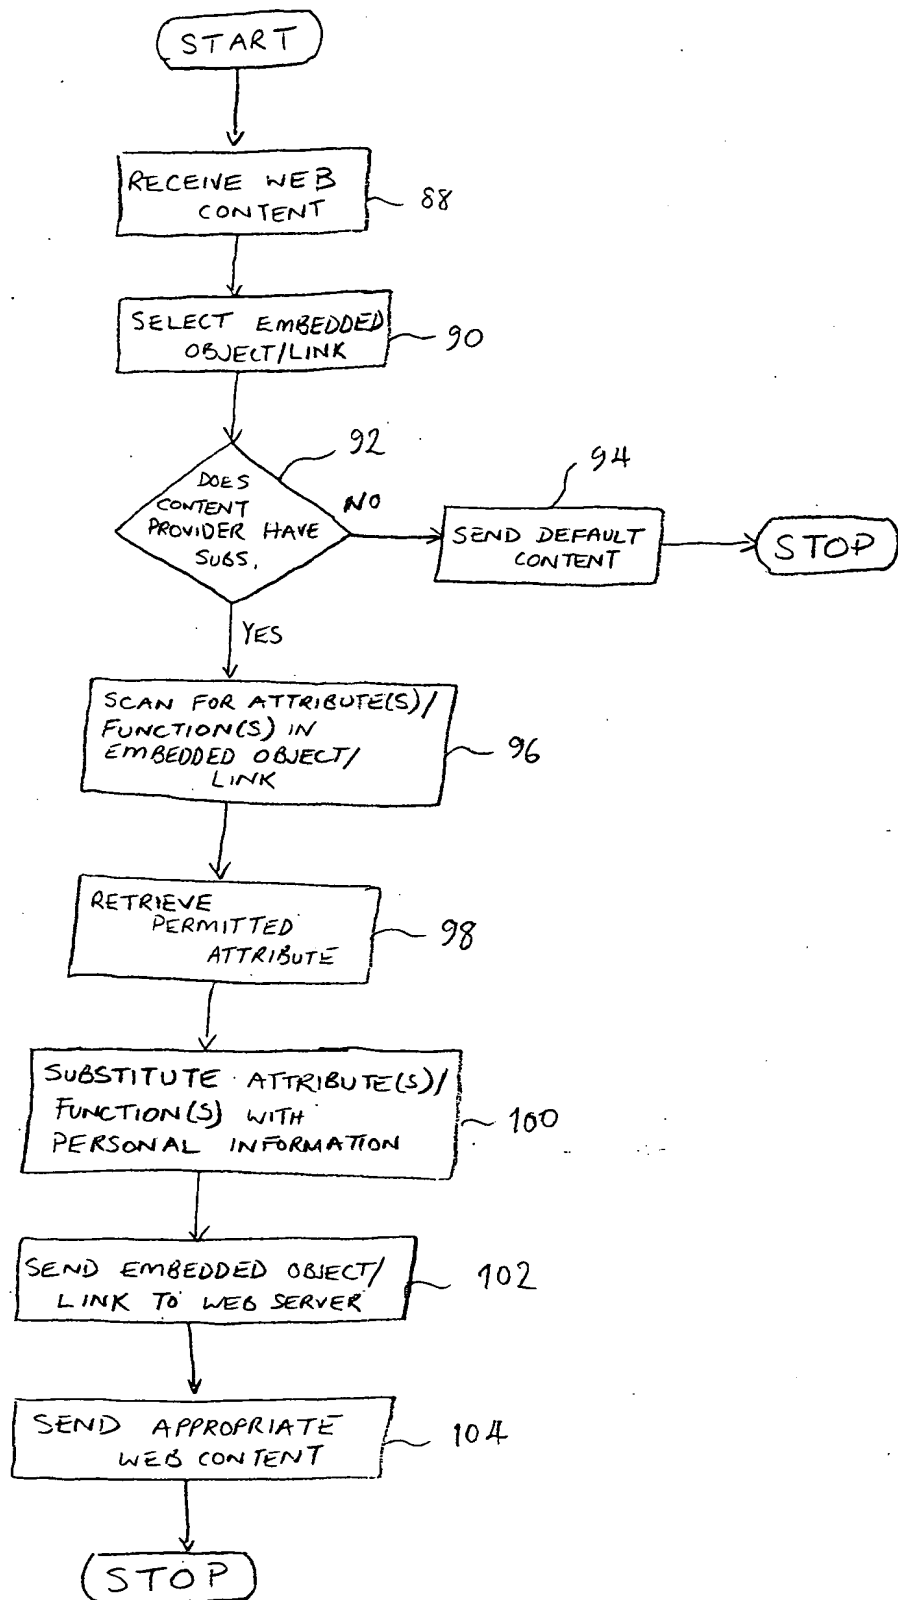 START
RECEIVE WEB
CONTENT
88
SELECT EMBEDDED
OBJECT/LINK
90
92
DOES
CONTENT
PROVIDER HAVE
SUBS.
NO
94
SEND DEFAULT
CONTENT
STOP
YES
SCAN FOR ATTRIBUTE(S)/
FUNCTION(S) IN
EMBEDDED OBJECT/
LINK
96
RETRIEVE
PERMITTED
ATTRIBUTE
98
SUBSTITUTE ATTRIBUTE(S)/
FUNCTION(S) WITH
PERSONAL INFORMATION
100
SEND EMBEDDED OBJECT/
LINK TO WEB SERVER
102
SEND APPROPRIATE
WEB CONTENT
104
STOP